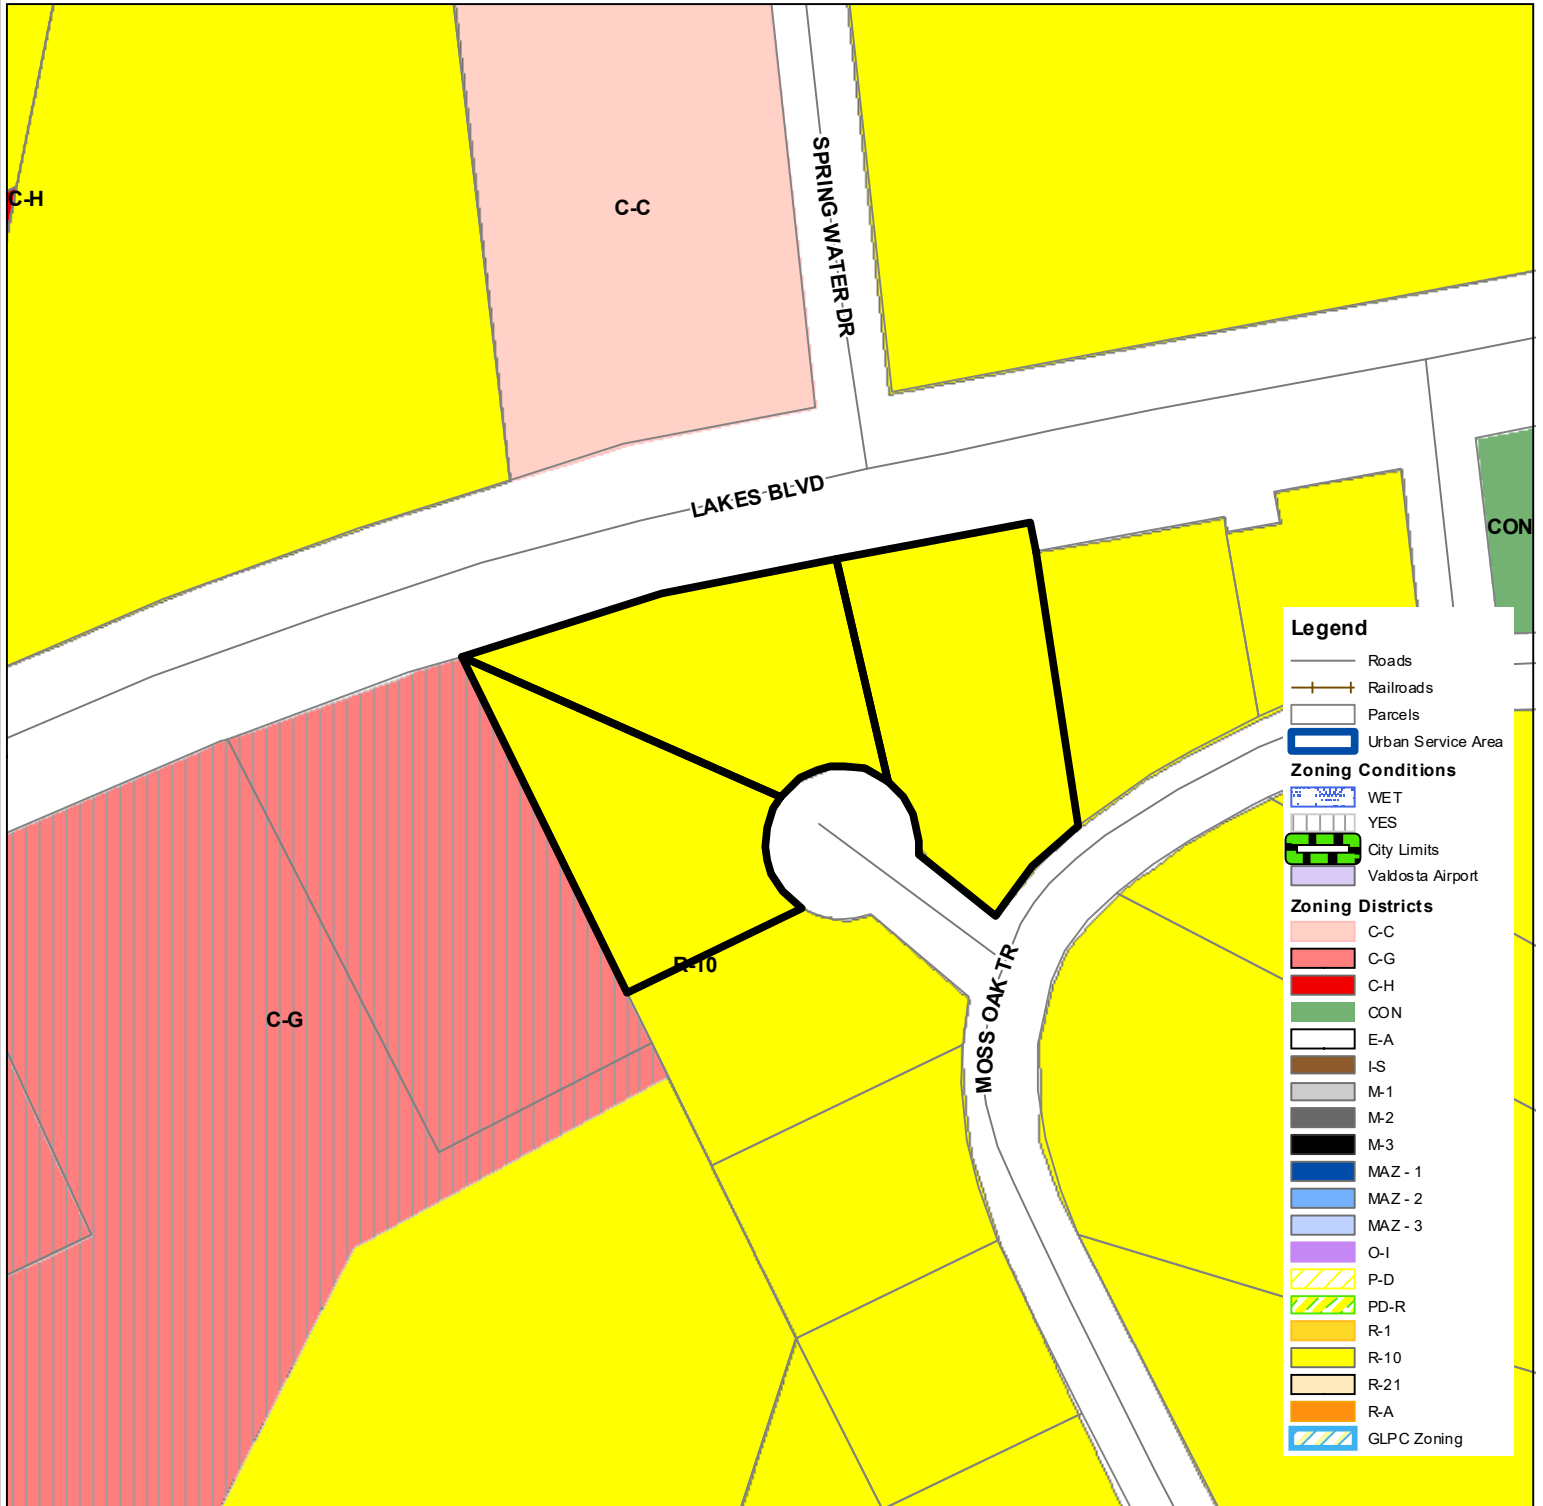 C-H
C-C
SPRING WATER DR
LAKES BLVD
CON
R-10
C-G
MOSS OAK TR
Legend
Roads
Railroads
Parcels
Urban Service Area
Zoning Conditions
WET
YES
City Limits
Valdosta Airport
Zoning Districts
C-C
C-G
C-H
CON
E-A
I-S
M-1
M-2
M-3
MAZ - 1
MAZ - 2
MAZ - 3
O-I
P-D
PD-R
R-1
R-10
R-21
R-A
GLPC Zoning